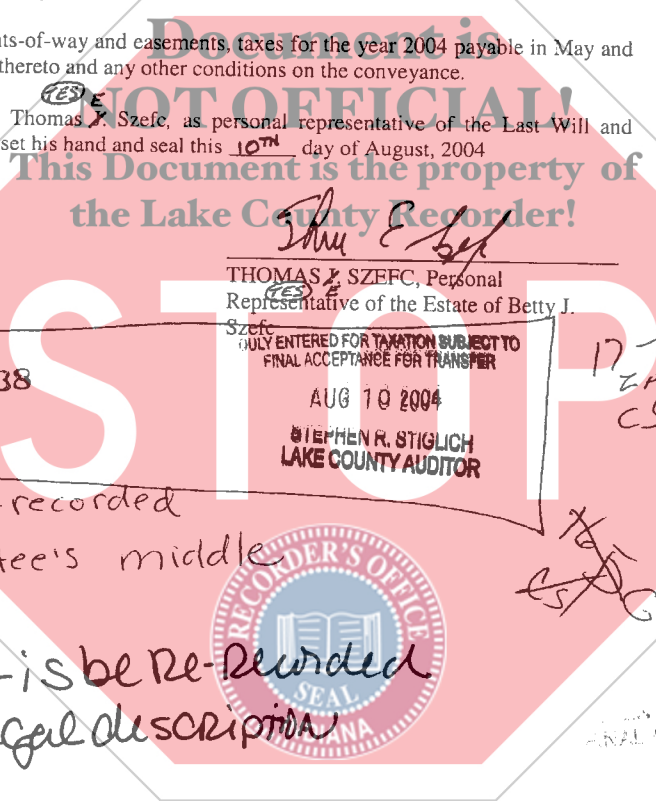 ts-of-way and easements, taxes for the year 2004 payable in May and
thereto and any other conditions on the conveyance.
Document is
NOT OFFICIAL!
This Document is the property of
the Lake County Recorder!
(TES) E
Thomas Y. Szefc, as personal representative of the Last Will and
set his hand and seal this 10TH day of August, 2004
THOMAS Y. SZEFC, Personal
(TES) E
Representative of the Estate of Betty J.
Szefc
STOP
DULY ENTERED FOR TAXATION SUBJECT TO
FINAL ACCEPTANCE FOR TRANSFER
AUG 10 2004
STEPHEN R. STIGLICH
LAKE COUNTY AUDITOR
38
17
CS
-recorded
tee's middle
-is be Re-Recorded
gal description
RECORDER'S OFFICE
SEAL
INDIANA